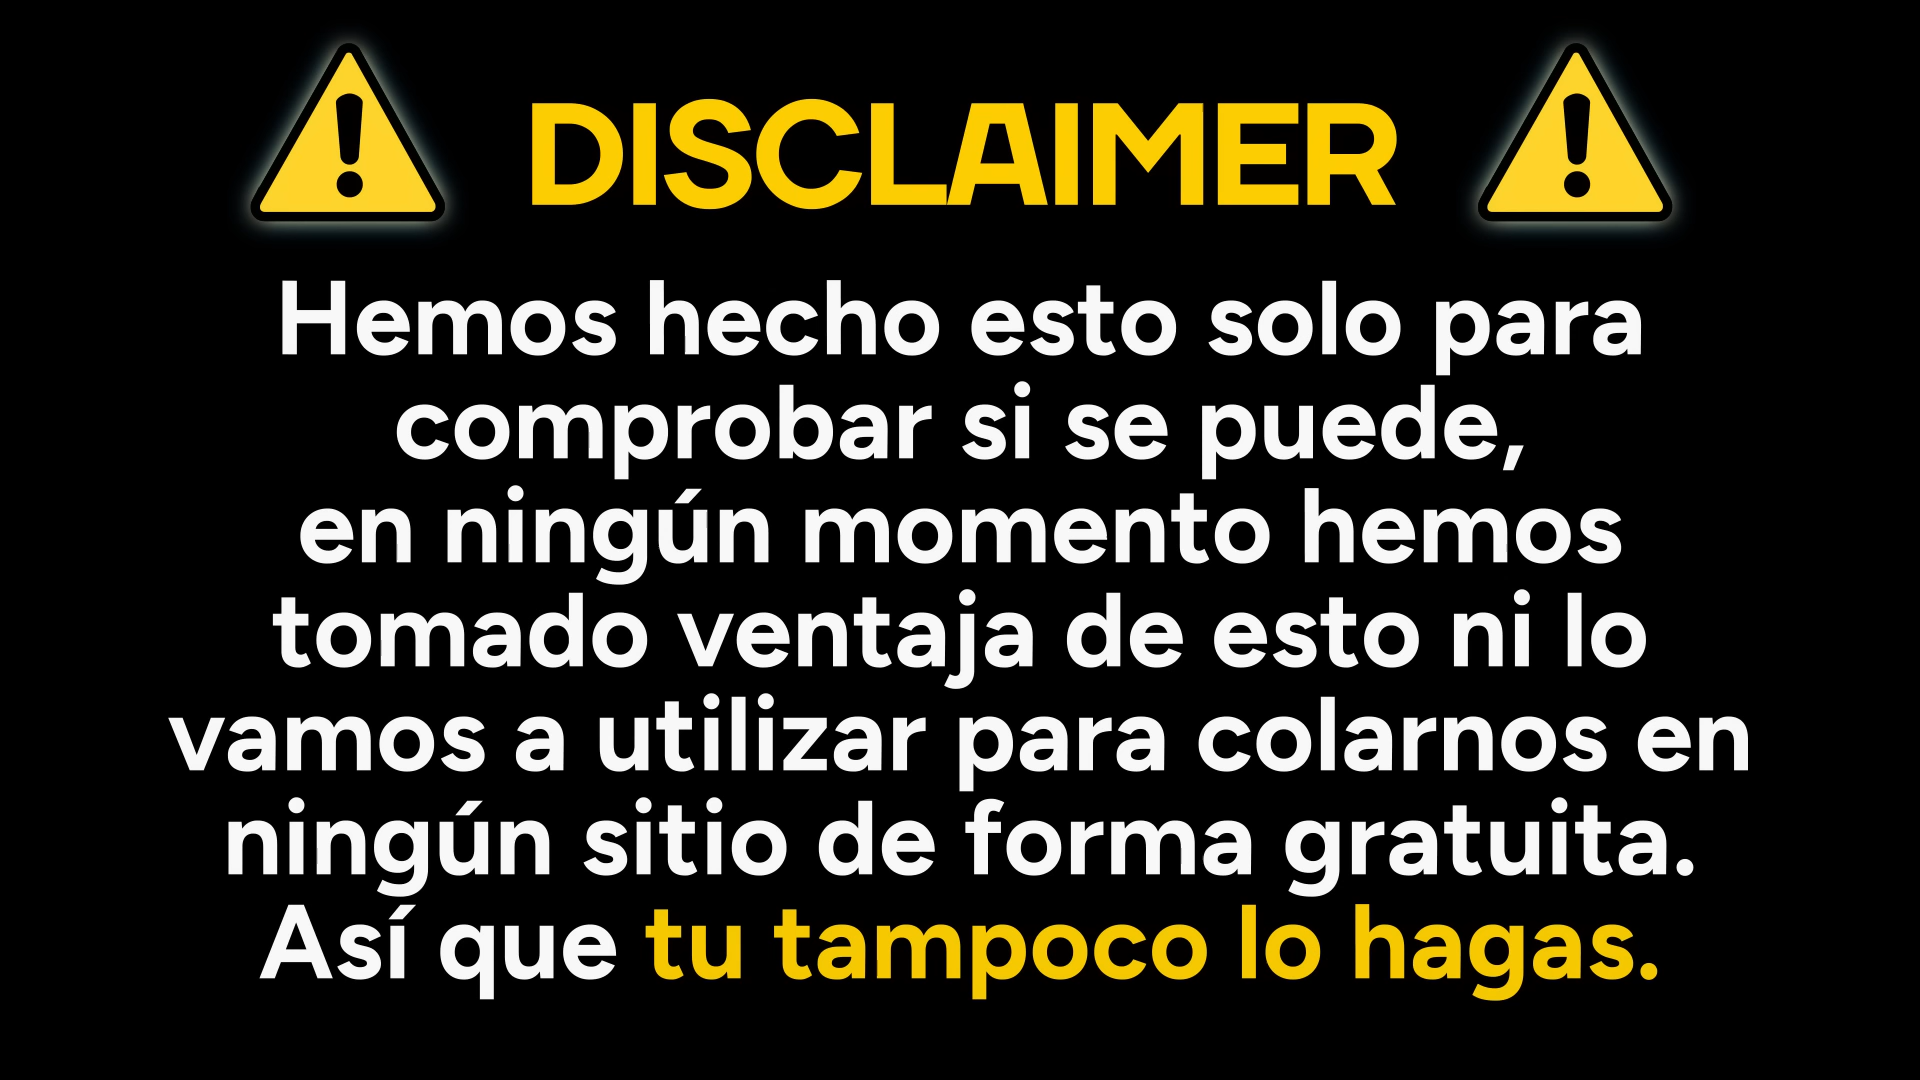 DISCLAIMER
Hemos hecho esto solo para
comprobar si se puede,
en ningún momento hemos
tomado ventaja de esto ni lo
vamos a utilizar para colarnos en
ningún sitio de forma gratuita.
Así que tu tampoco lo hagas.